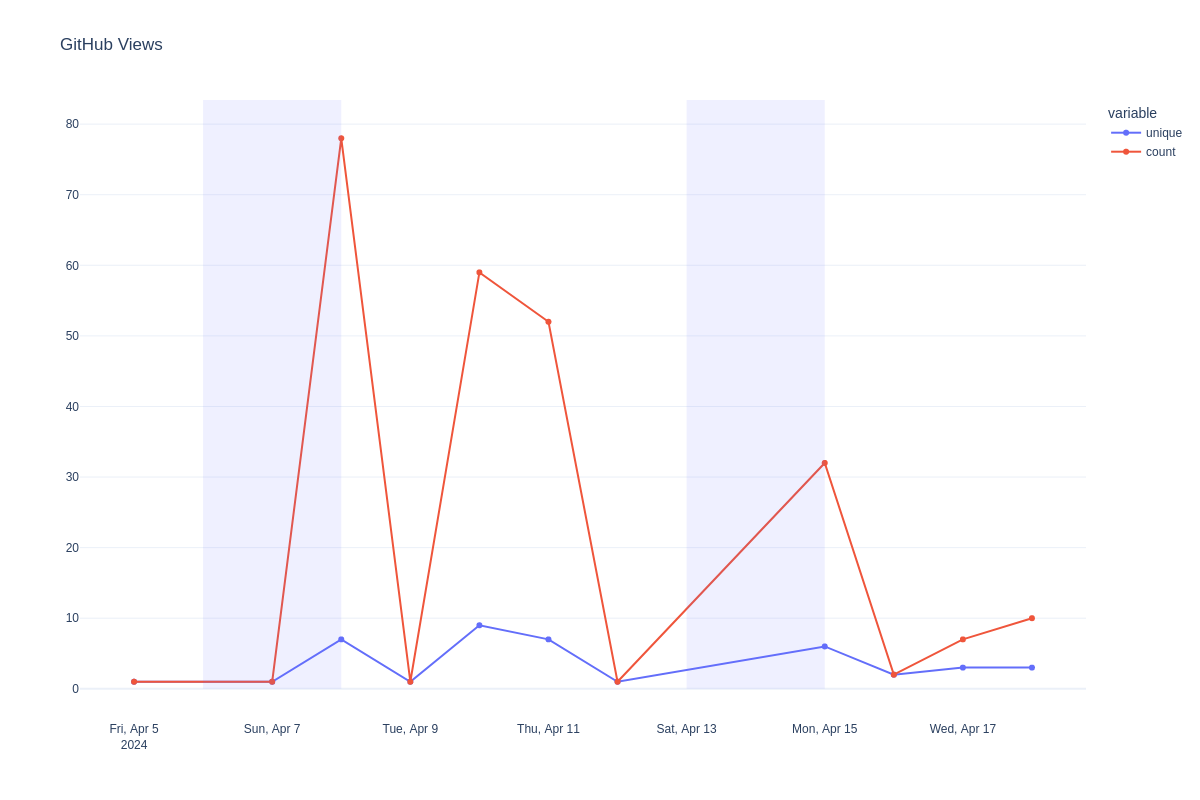 GitHub Views
variable
unique
count
80
70
60
50
40
30
20
10
0
Fri, Apr 5
2024
Sun, Apr 7
Tue, Apr 9
Thu, Apr 11
Sat, Apr 13
Mon, Apr 15
Wed, Apr 17